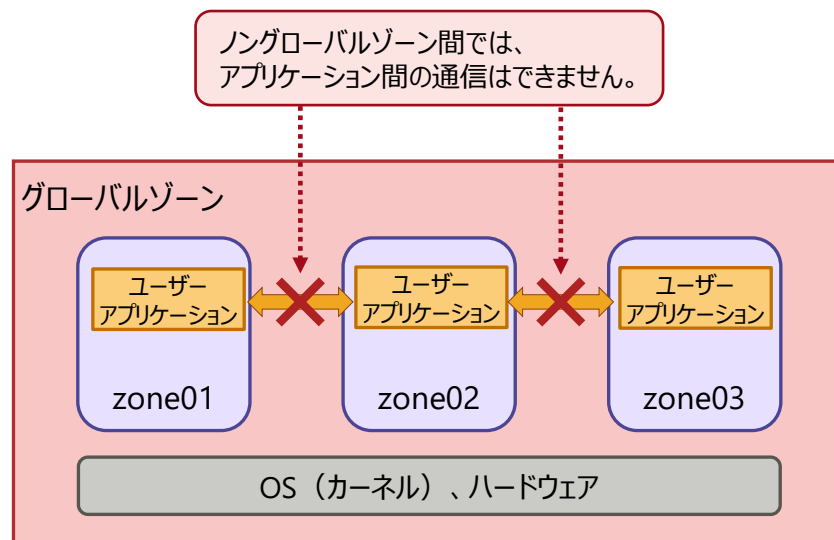 ノングローバルゾーン間では、
アプリケーション間の通信はできません。
グローバルゾーン
ユーザー
アプリケーション
zone01
ユーザー
アプリケーション
zone02
ユーザー
アプリケーション
zone03
OS（カーネル）、ハードウェア